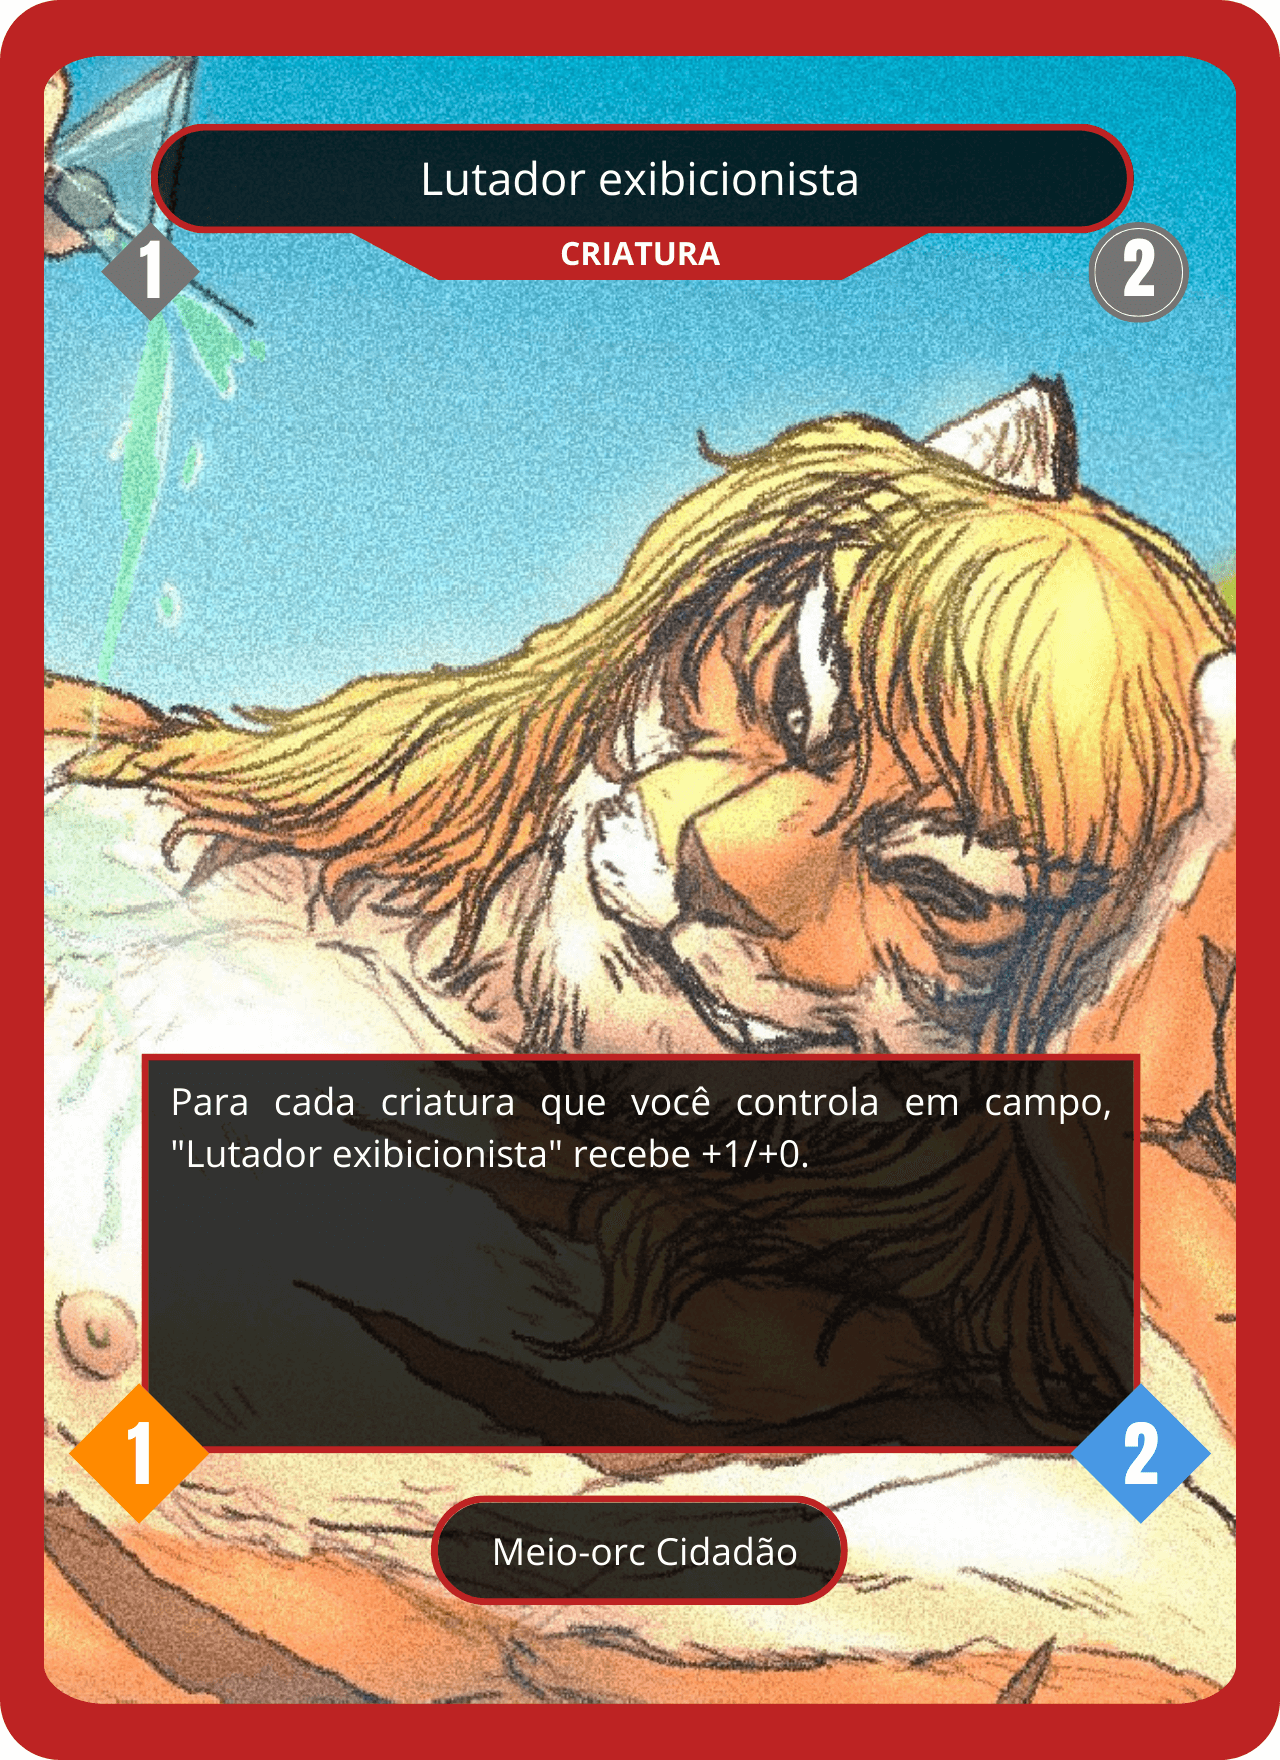 Lutador exibicionista
CRIATURA
1
2
Para cada criatura que você controla em campo,
"Lutador exibicionista" recebe +1/+0.
1
2
Meio-orc Cidadão